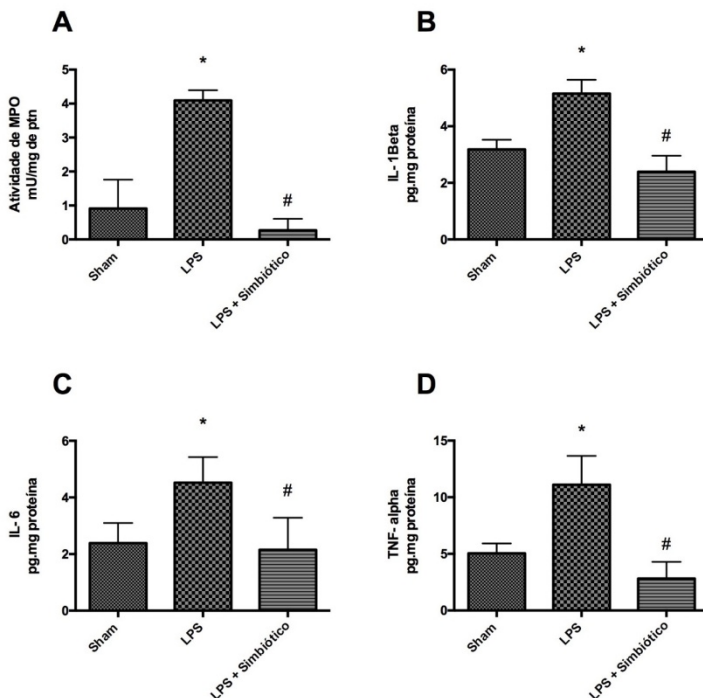 A
Atividade de MPO
mU/mg de ptn
5
4
3
2
1
0
*
#
Sham
LPS
LPS + Simbiótico
B
IL- 1Beta
pg.mg proteína
6
4
2
0
*
#
Sham
LPS
LPS + Simbiótico
C
IL- 6
pg.mg proteína
6
4
2
0
*
#
Sham
LPS
LPS + Simbiótico
D
TNF- alpha
pg.mg proteína
15
10
5
0
*
#
Sham
LPS
LPS + Simbiótico